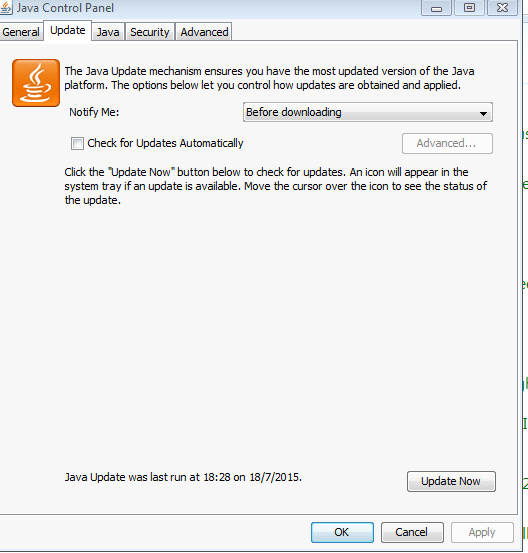 Java Control Panel
General Update Java Security Advanced
The Java Update mechanism ensures you have the most updated version of the Java
platform. The options below let you control how updates are obtained and applied.
Notify Me: Before downloading
Check for Updates Automatically Advanced...
Click the "Update Now" button below to check for updates. An icon will appear in the
system tray if an update is available. Move the cursor over the icon to see the status of
the update.
Java Update was last run at 18:28 on 18/7/2015. Update Now
OK Cancel Apply